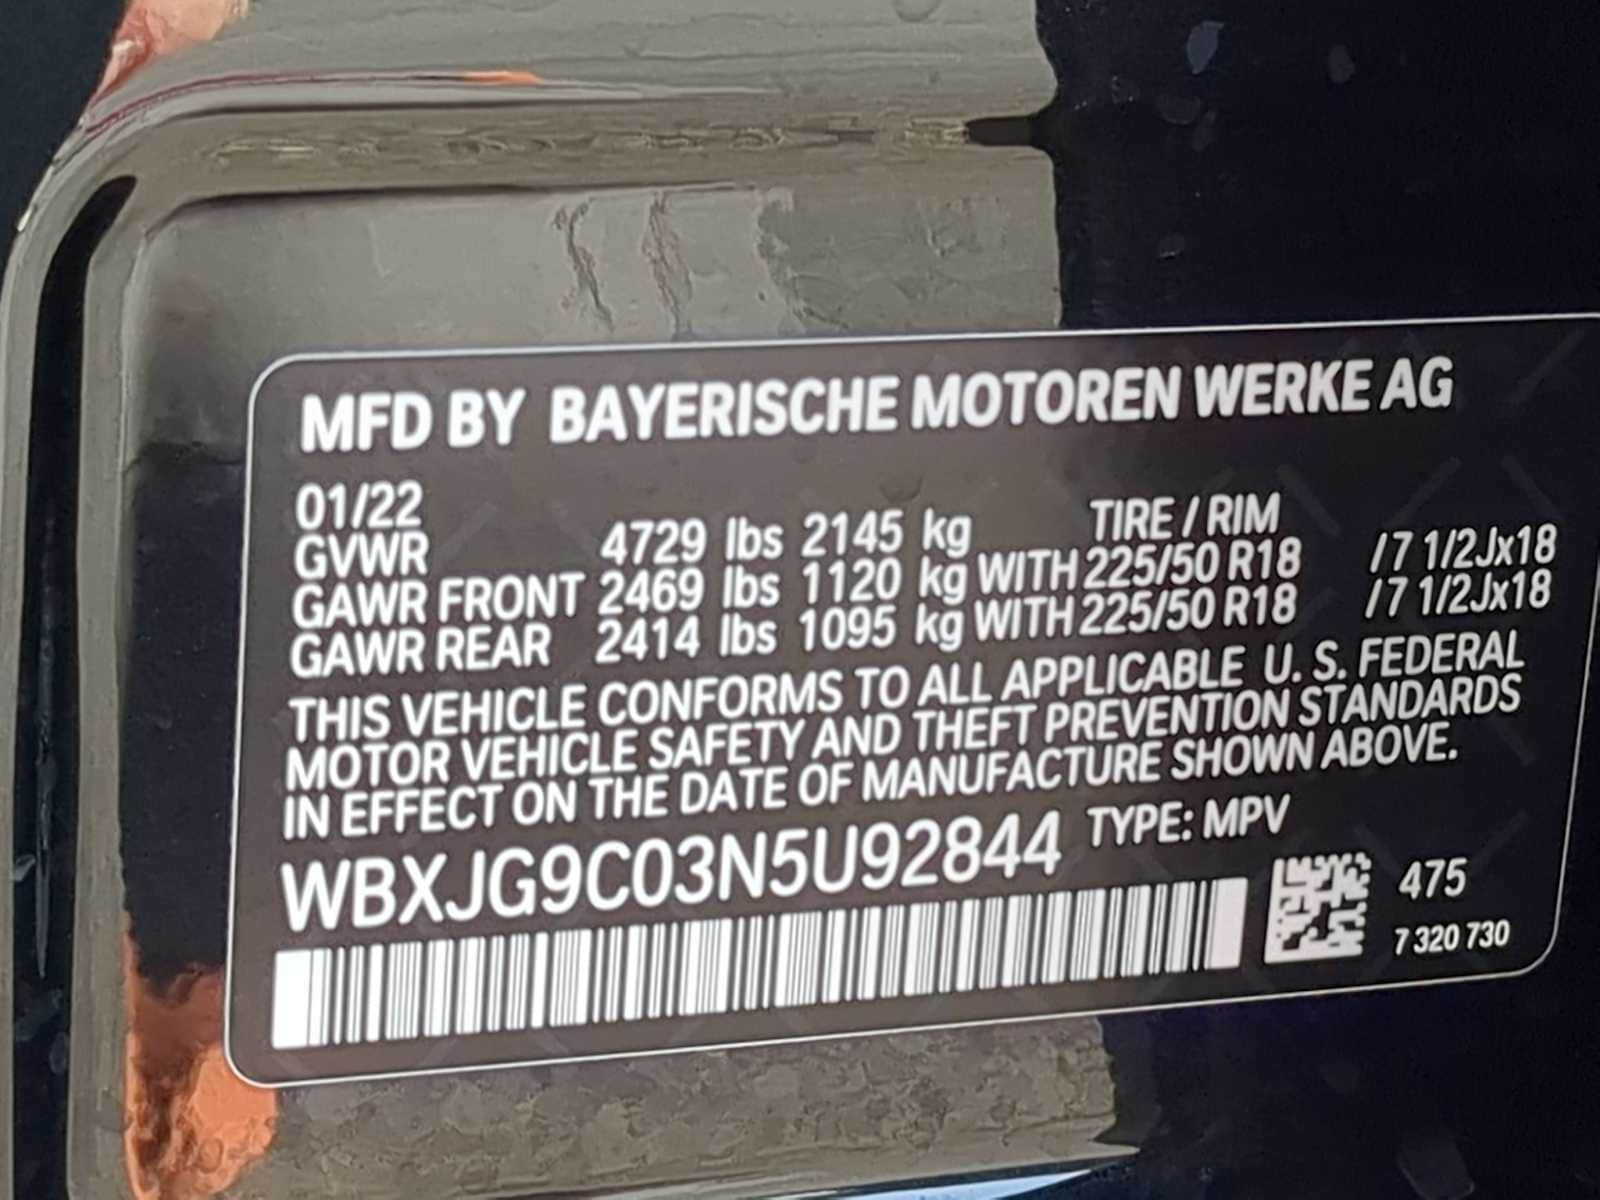 MFD BY BAYERISCHE MOTOREN WERKE AG
01/22 TIRE / RIM
GVWR 4729 lbs 2145 kg
GAWR FRONT 2469 lbs 1120 kg WITH 225/50 R18 /7 1/2Jx18
GAWR REAR 2414 lbs 1095 kg WITH 225/50 R18 /7 1/2Jx18
THIS VEHICLE CONFORMS TO ALL APPLICABLE U. S. FEDERAL
MOTOR VEHICLE SAFETY AND THEFT PREVENTION STANDARDS
IN EFFECT ON THE DATE OF MANUFACTURE SHOWN ABOVE.
WBXJG9C03N5U92844 TYPE: MPV
475
7 320 730